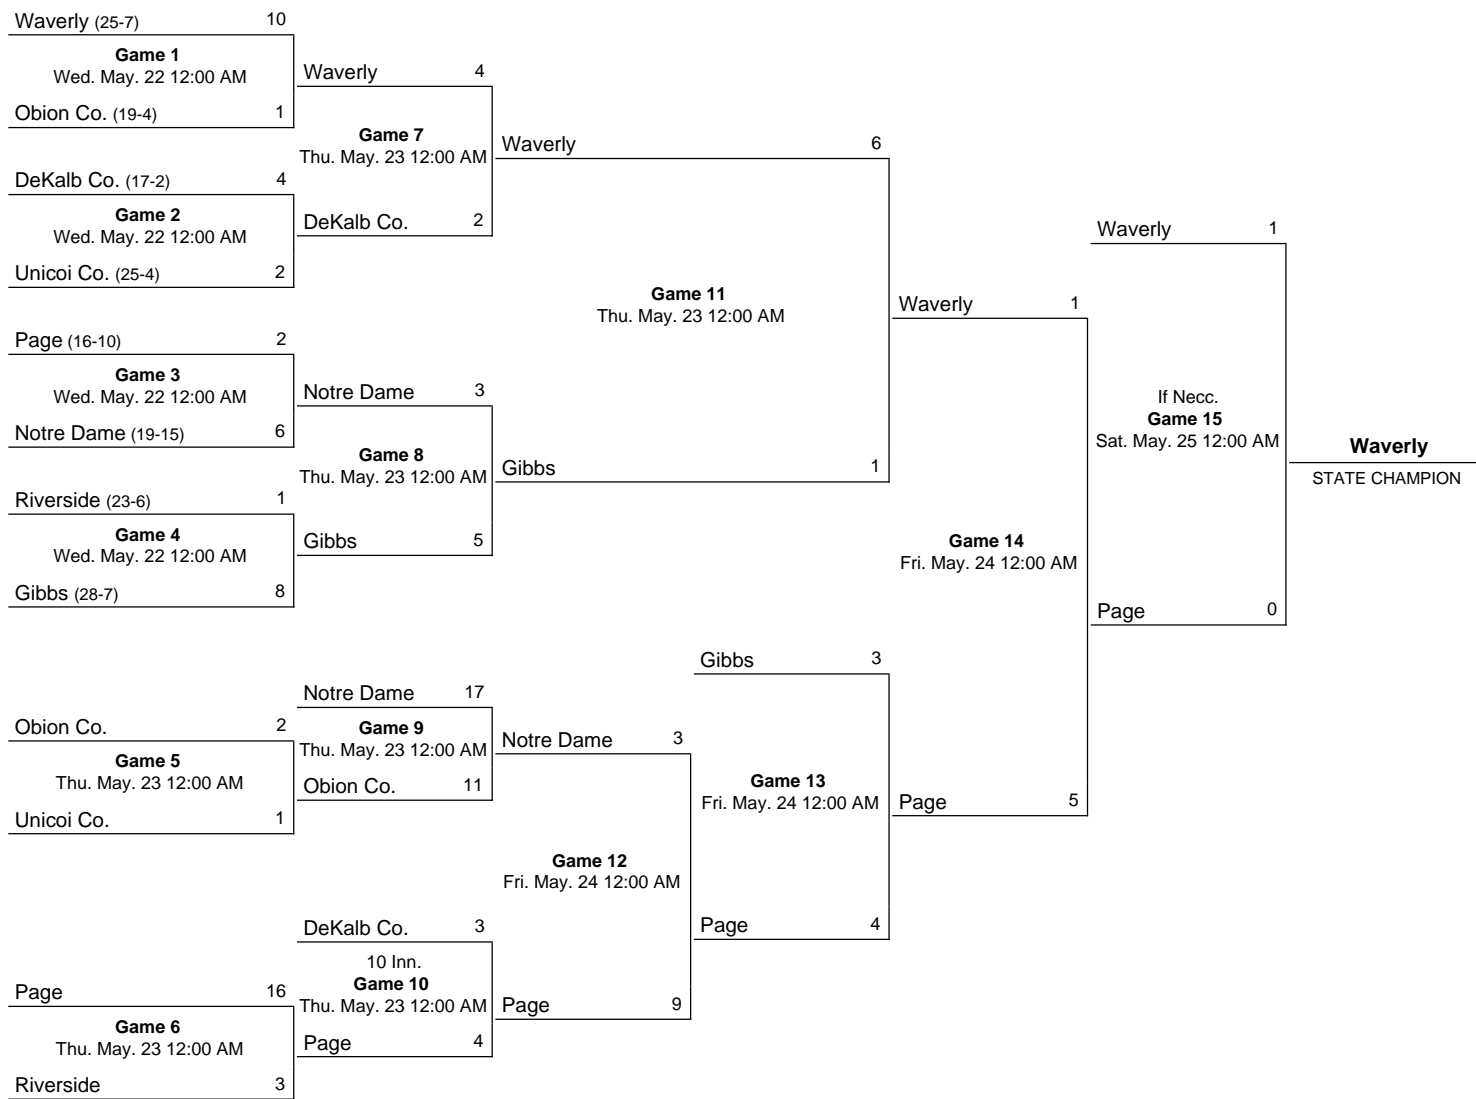 Waverly (25-7) 10
Game 1
Wed. May. 22 12:00 AM
Obion Co. (19-4) 1
DeKalb Co. (17-2) 4
Game 2
Wed. May. 22 12:00 AM
Unicoi Co. (25-4) 2
Page (16-10) 2
Game 3
Wed. May. 22 12:00 AM
Notre Dame (19-15) 6
Riverside (23-6) 1
Game 4
Wed. May. 22 12:00 AM
Gibbs (28-7) 8
Obion Co. 2
Game 5
Thu. May. 23 12:00 AM
Unicoi Co. 1
Page 16
Game 6
Thu. May. 23 12:00 AM
Riverside 3
Waverly 4
Game 7
Thu. May. 23 12:00 AM
DeKalb Co. 2
Notre Dame 3
Game 8
Thu. May. 23 12:00 AM
Gibbs 5
Notre Dame 17
Game 9
Thu. May. 23 12:00 AM
Obion Co. 11
DeKalb Co. 3
10 Inn.
Game 10
Thu. May. 23 12:00 AM
Page 4
Waverly 6
Game 11
Thu. May. 23 12:00 AM
Gibbs 1
Notre Dame 3
Game 12
Fri. May. 24 12:00 AM
Page 9
Gibbs 3
Game 13
Fri. May. 24 12:00 AM
Page 4
Waverly 1
Game 14
Fri. May. 24 12:00 AM
Page 5
Waverly 1
If Necc.
Game 15
Sat. May. 25 12:00 AM
Page 0
Waverly
STATE CHAMPION